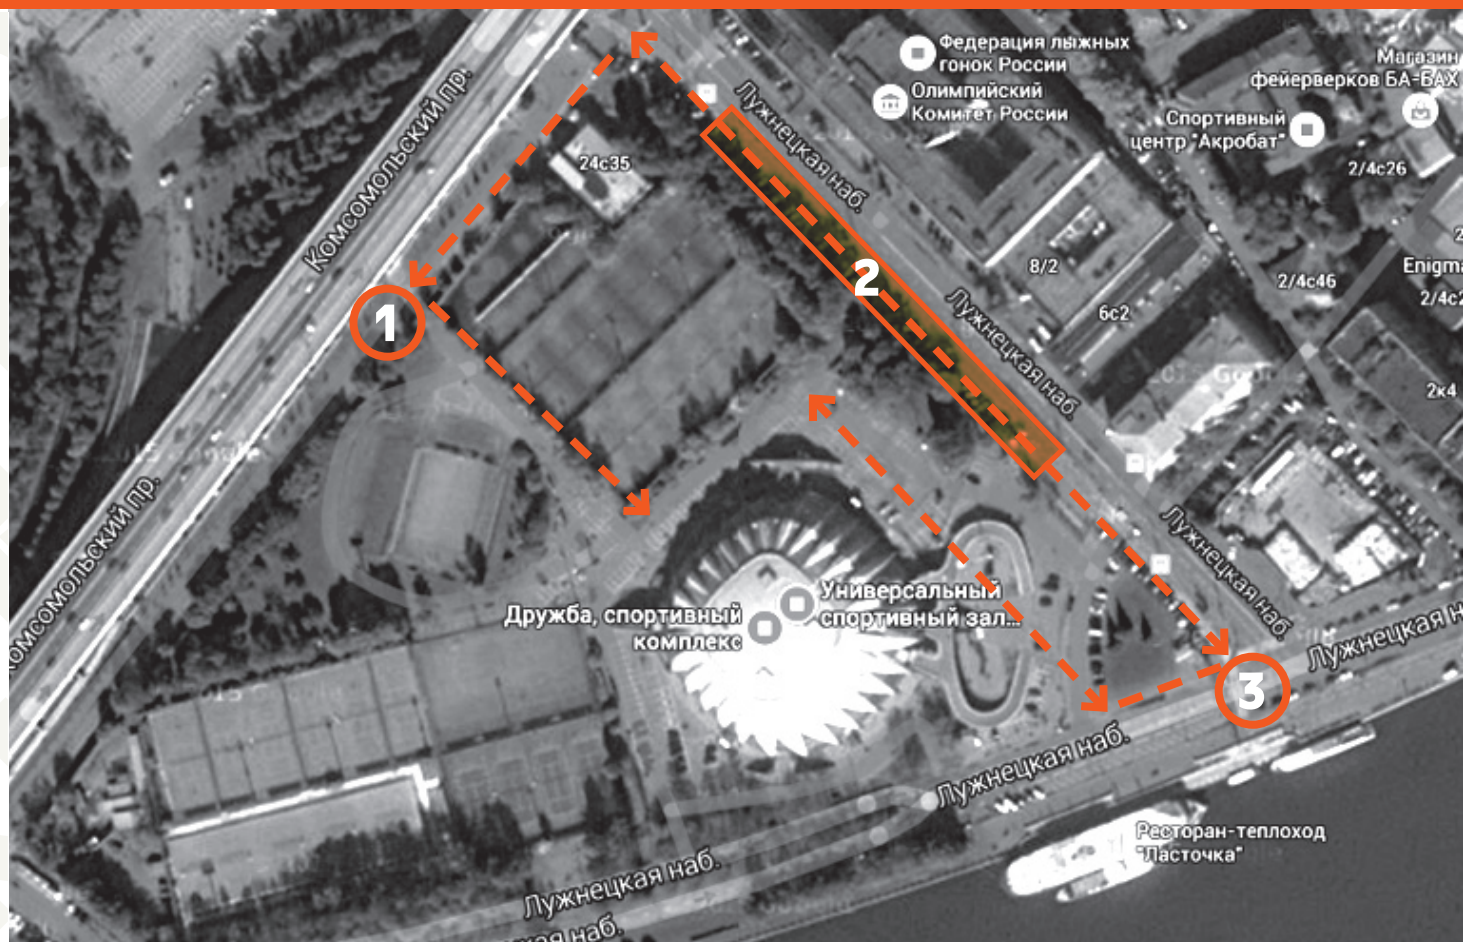 Федерация лыжных
гонок России
Олимпийский
Комитет России
Магазин
фейерверков БА-БАХ
Спортивный
центр "Акробат"
2/4с26
Комсомольский пр.
Лужнецкая наб.
24с35
8/2
2/4с46
Enigma
6с2
2
1
Лужнецкая наб.
2к4
Комсомольский пр.
Лужнецкая наб.
Дружба, спортивный
комплекс
Универсальный
спортивный зал...
Лужнецкая н
3
Лужнецкая наб.
Ресторан-теплоход
"Ласточка"
Лужнецкая наб.
наб.